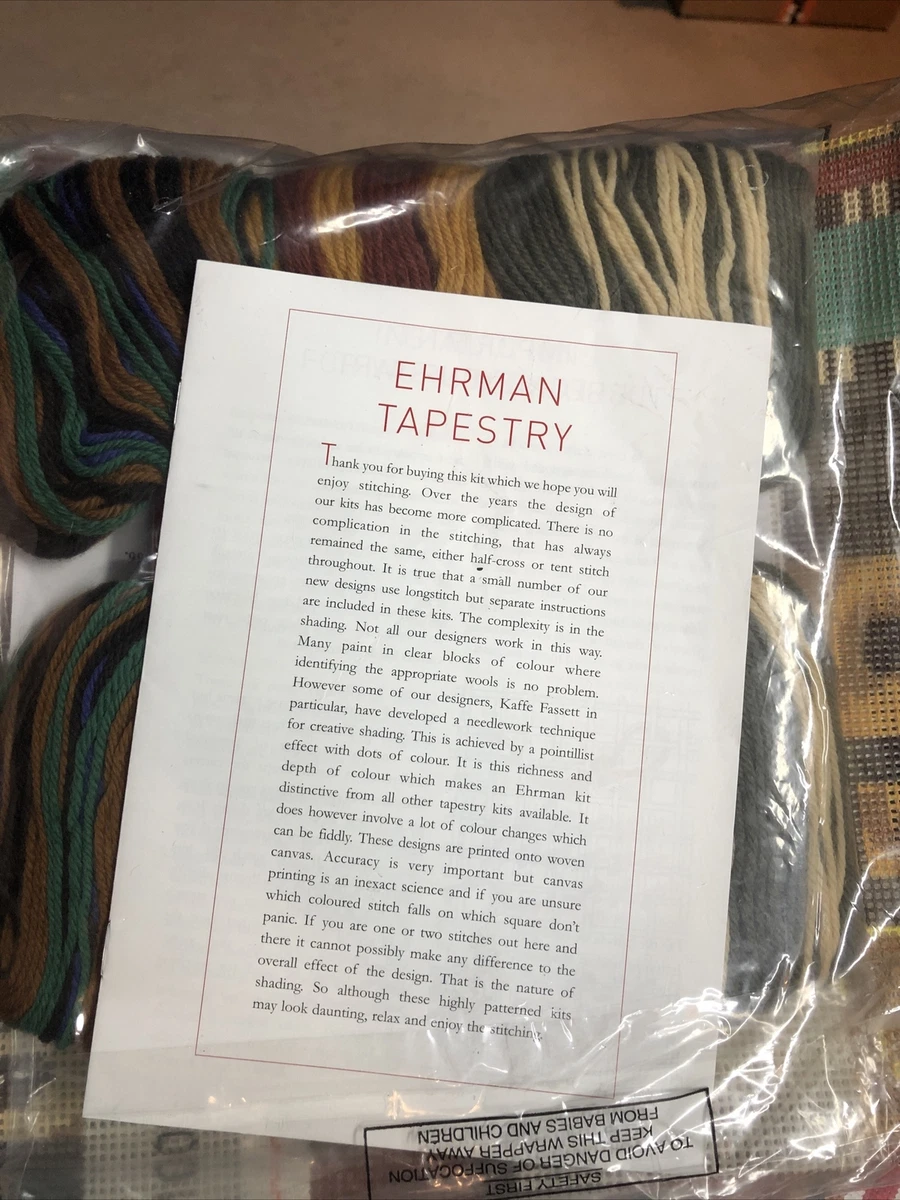 EHRMAN
TAPESTRY
Thank you for buying this kit which we hope you will
enjoy stitching. Over the years the design of
our kits has become more complicated. There is no
complication in the stitching, that has always
remained the same, either half-cross or tent stitch
throughout. It is true that a small number of our
new designs use longstitch but separate instructions
are included in these kits. The complexity is in the
shading. Not all our designers work in this way.
Many paint in clear blocks of colour where
identifying the appropriate wools is no problem.
However some of our designers, Kaffe Fassett in
particular, have developed a needlework technique
for creative shading. This is achieved by a pointillist
effect with dots of colour. It is this richness and
depth of colour which makes an Ehrman kit
distinctive from all other tapestry kits available. It
does however involve a lot of colour changes which
can be fiddly. These designs are printed onto woven
canvas. Accuracy is very important but canvas
printing is an inexact science and if you are unsure
which coloured stitch falls on which square don't
panic. If you are one or two stitches out here and
there it cannot possibly make any difference to the
overall effect of the design. That is the nature of
shading. So although these highly patterned kits
may look daunting, relax and enjoy the stitching.
SAFETY FIRST
TO AVOID DANGER OF SUFFOCATION
KEEP THIS WRAPPER AWAY
FROM BABIES AND CHILDREN